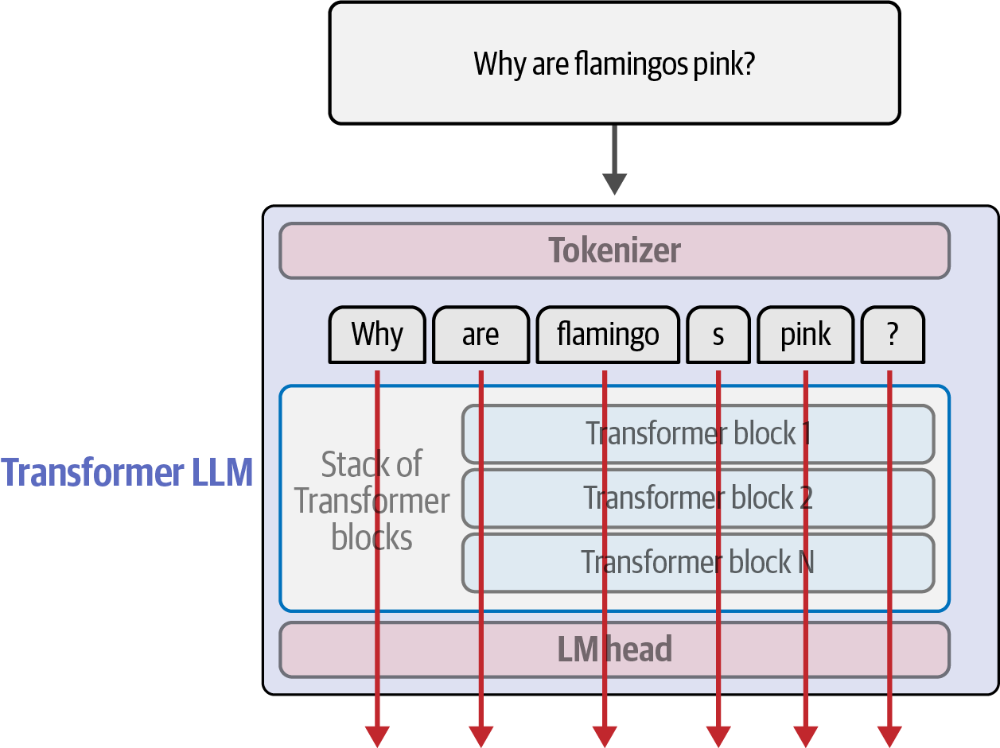 Why are flamingos pink?
Tokenizer
Why are flamingo s pink ?
Transformer LLM
Stack of
Transformer
blocks
Transformer block 1
Transformer block 2
Transformer block N
LM head